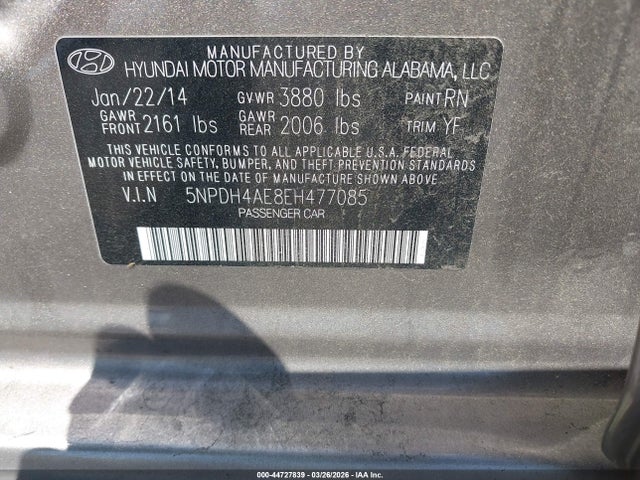 MANUFACTURED BY
HYUNDAI MOTOR MANUFACTURING ALABAMA, LLC
Jan/22/14 GVWR 3880 lbs PAINT RN
GAWR FRONT 2161 lbs GAWR REAR 2006 lbs TRIM YF
THIS VEHICLE CONFORMS TO ALL APPLICABLE U.S.A. FEDERAL
MOTOR VEHICLE SAFETY, BUMPER, AND THEFT PREVENTION STANDARDS
IN EFFECT ON THE DATE OF MANUFACTURE SHOWN ABOVE.
V.I.N 5NPDH4AE8EH477085
PASSENGER CAR
000-44727839 | 03/26/2026 | IAA Inc.